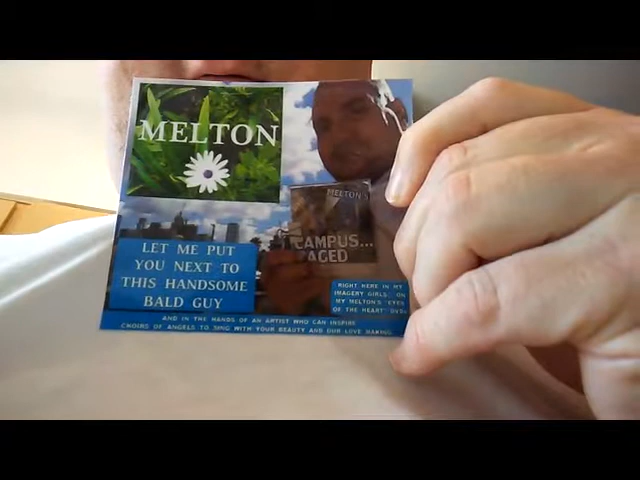 MELTON
MELTON
CAMPUS...
LET ME PUT
YOU NEXT TO
THIS HANDSOME
BALD GUY
RIGHT HERE IN MY
IMAGERY GIRLS, ON
MY MELTON'S "EYES
OF THE HEART" DVD!
AND IN THE HANDS OF AN ARTIST WHO CAN INSPIRE
CHOIRS OF ANGELS TO SING WITH YOUR BEAUTY AND OUR LOVE MAKING